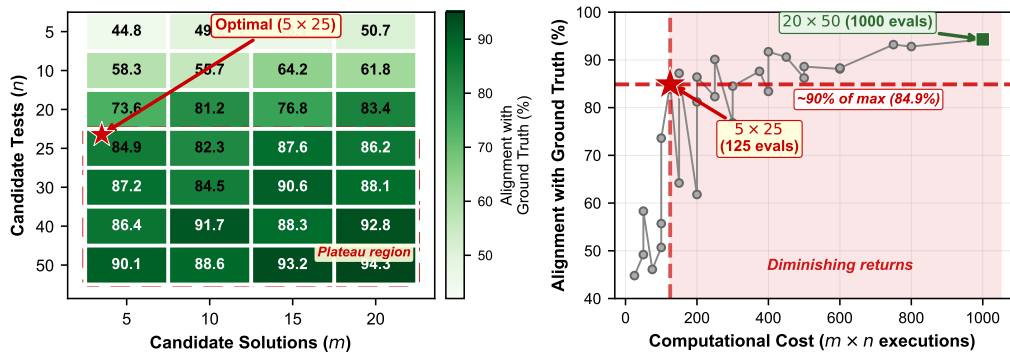 Optimal (5 × 25)
Candidate Tests (n)
5
10
20
25
30
40
50
44.8 49 50.7
58.3 55.7 64.2 61.8
73.6 81.2 76.8 83.4
84.9 82.3 87.6 86.2
87.2 84.5 90.6 88.1
86.4 91.7 88.3 92.8
Plateau region
90.1 88.6 93.2 94.3
5 10 15 20
Candidate Solutions (m)
90
80
70
60
50
Alignment with
Ground Truth (%)
Alignment with Ground Truth (%)
100
90
80
70
60
50
40
20 × 50 (1000 evals)
~90% of max (84.9%)
5 × 25
(125 evals)
Diminishing returns
0 200 400 600 800 1000
Computational Cost (m × n executions)